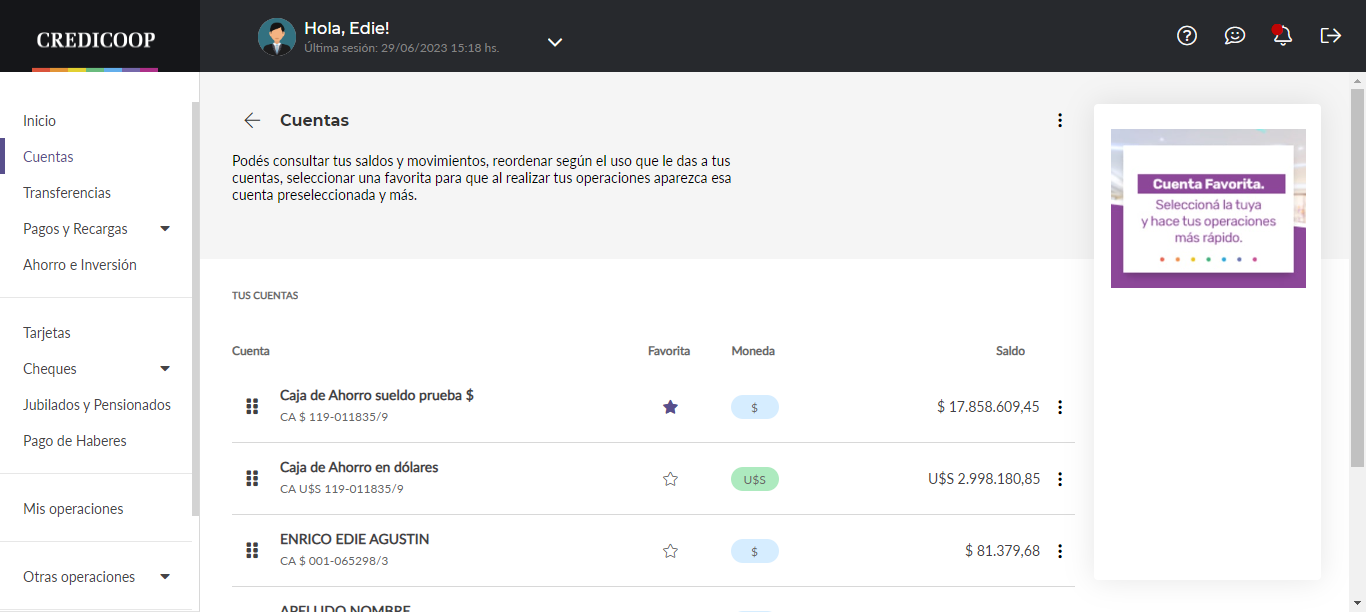 CREDICOOP
Hola, Edie!
Última sesión: 29/06/2023 15:18 hs.
Inicio
Cuentas
Transferencias
Pagos y Recargas
Ahorro e Inversión
Tarjetas
Cheques
Jubilados y Pensionados
Pago de Haberes
Mis operaciones
Otras operaciones
Cuentas
Podés consultar tus saldos y movimientos, reordenar según el uso que le das a tus
cuentas, seleccionar una favorita para que al realizar tus operaciones aparezca esa
cuenta preseleccionada y más.
Cuenta Favorita.
Seleccioná la tuya
y hace tus operaciones
más rápido.
TUS CUENTAS
Cuenta Favorita Moneda Saldo
Caja de Ahorro sueldo prueba $
CA $ 119-011835/9
$ $ 17.858.609,45
Caja de Ahorro en dólares
CA U$S 119-011835/9
U$S U$S 2.998.180,85
ENRICO EDIE AGUSTIN
CA $ 001-065298/3
$ $ 81.379,68
APELLIDO NOMBRE